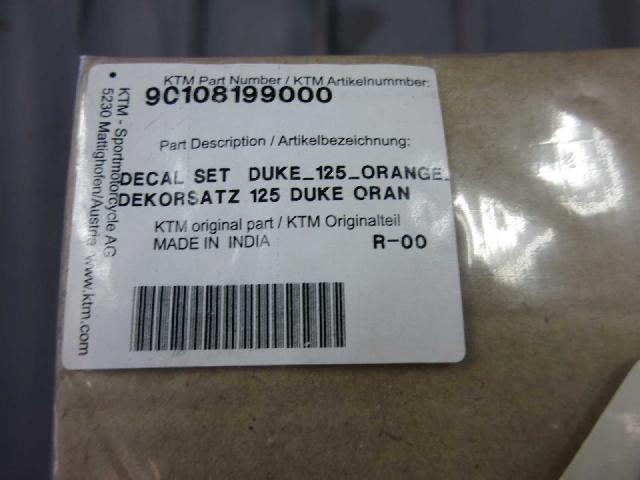 KTM Part Number / KTM Artikelnummber:
90108199000
Part Description / Artikelbezeichnung:
DECAL SET DUKE_125_ORANGE_
DEKORSATZ 125 DUKE ORAN
KTM original part / KTM Originalteil
MADE IN INDIA R-00
KTM - Sportmotorcycle AG
5230 Mattighofen/Austria www.ktm.com